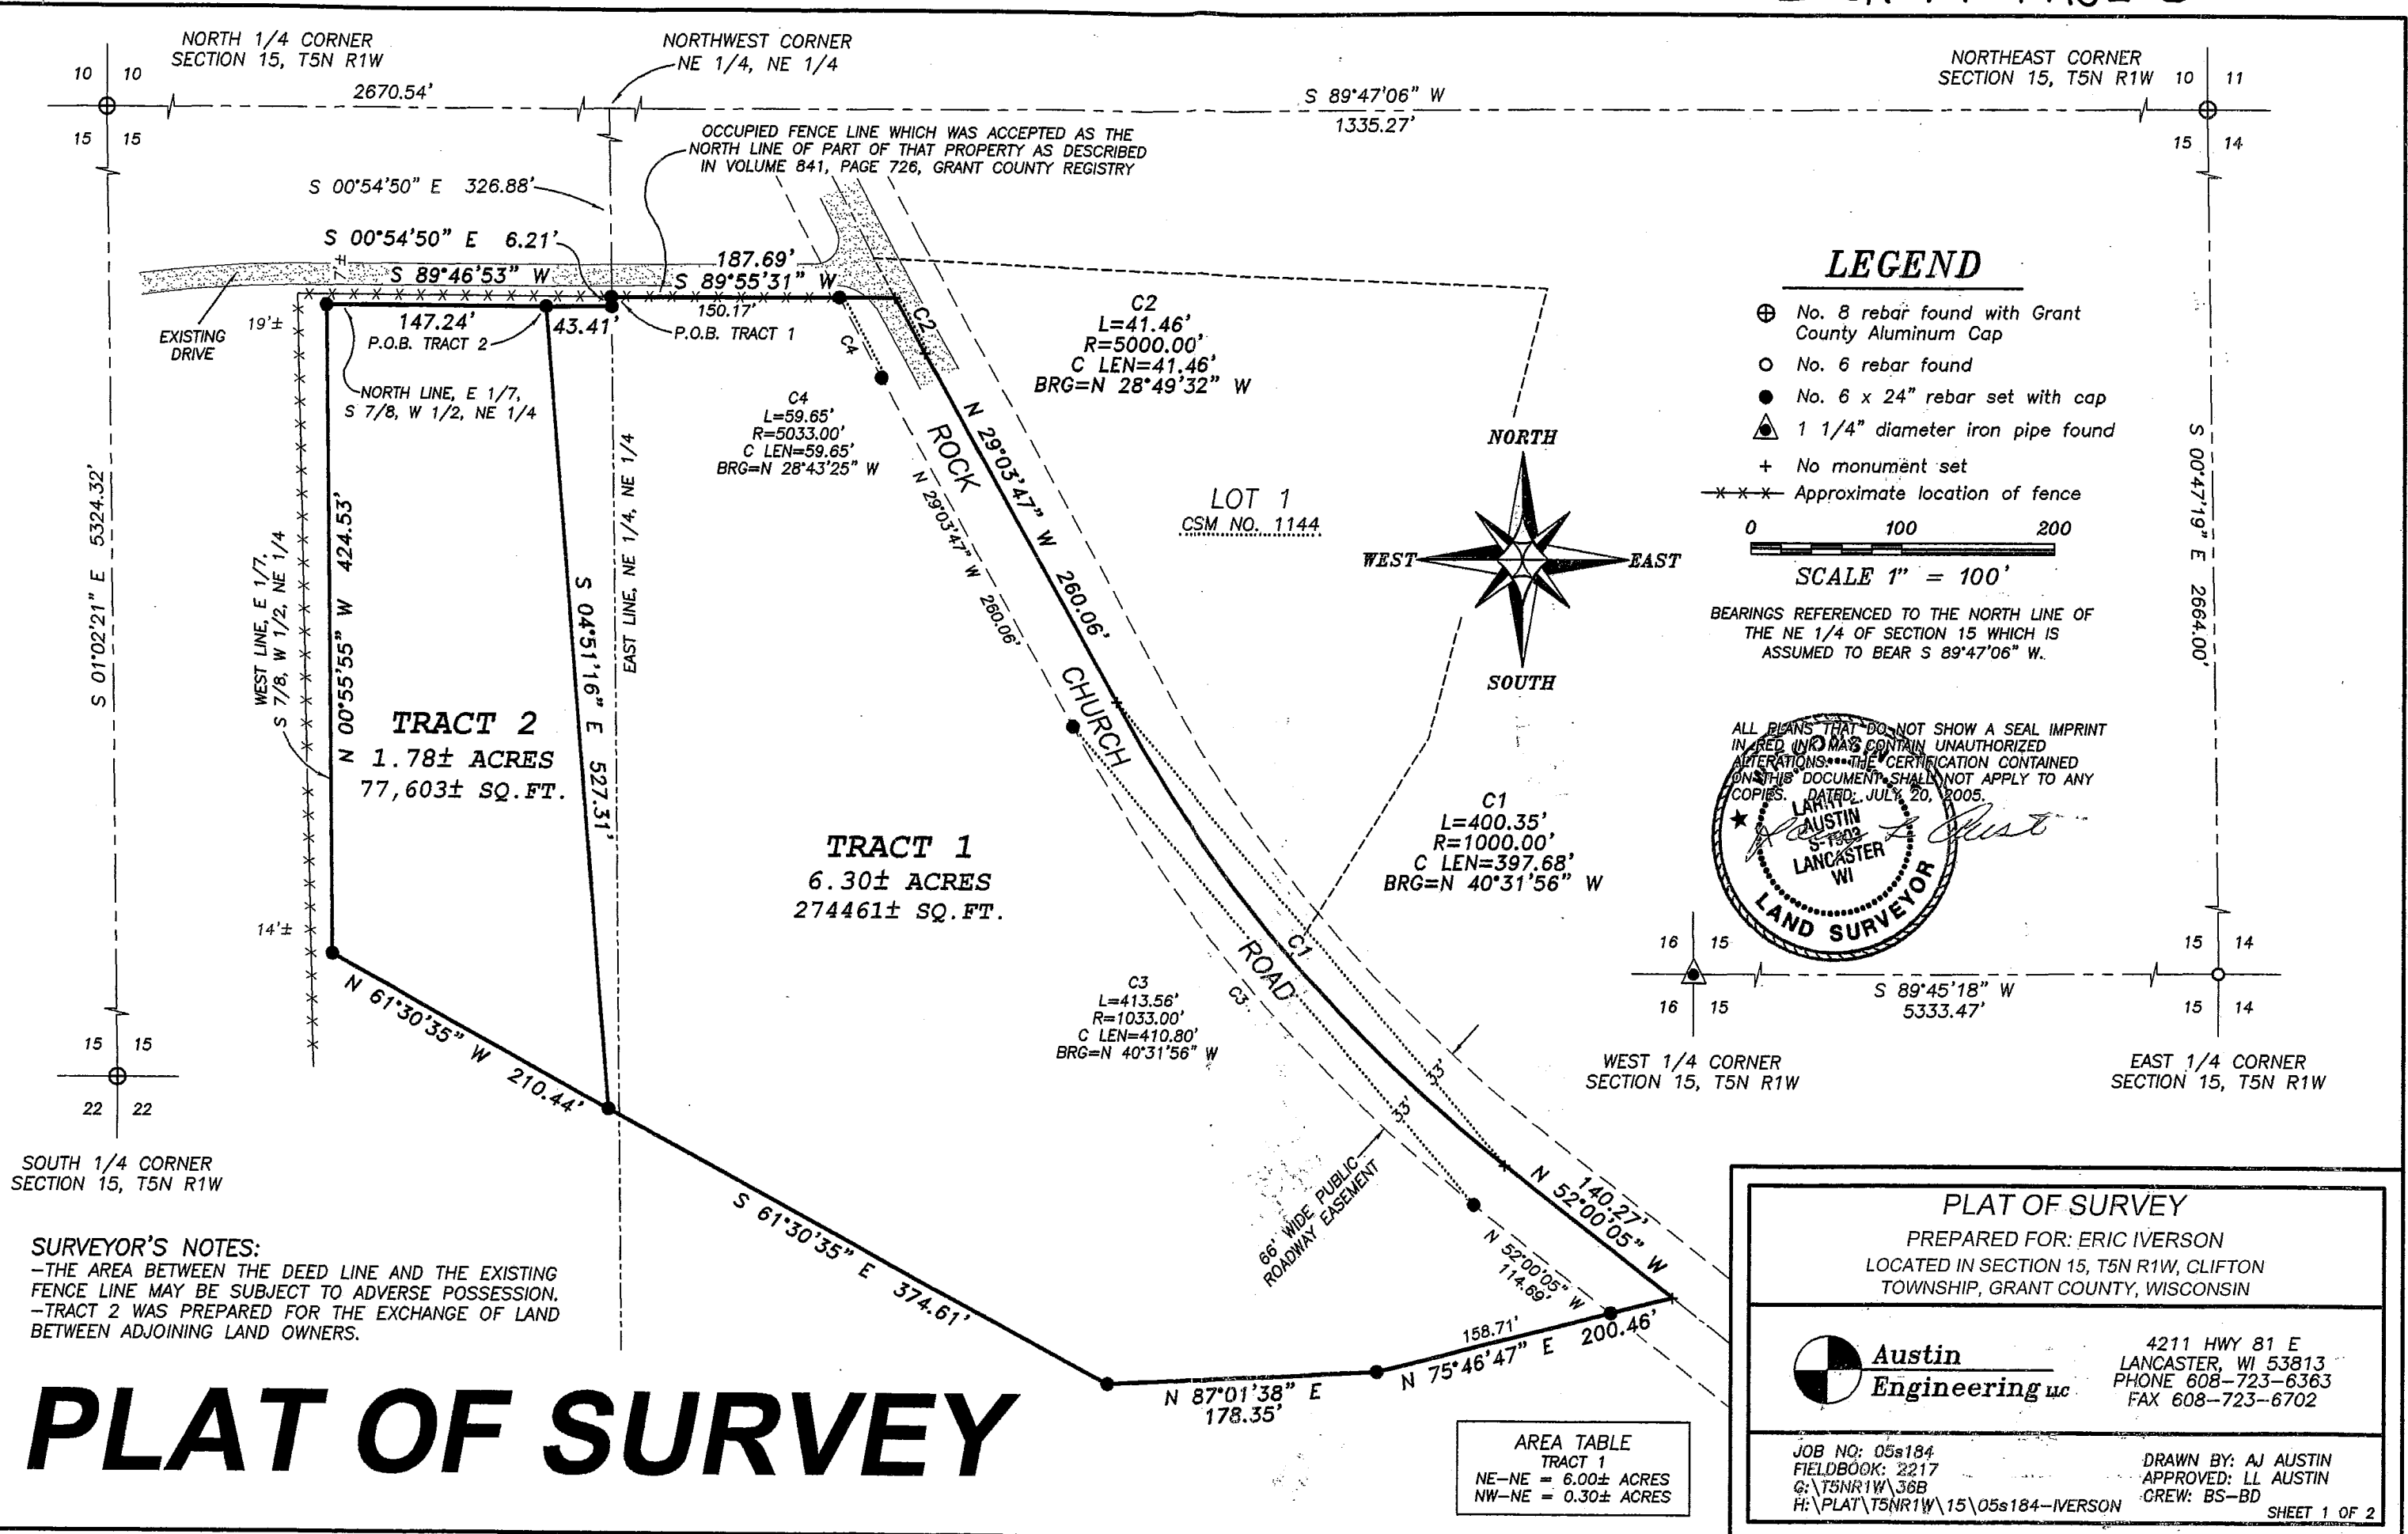 NORTH 1/4 CORNER
SECTION 15, T5N R1W
10 10
15 15
2670.54'
NORTHWEST CORNER
NE 1/4, NE 1/4
S 89°47'06" W
1335.27'
NORTHEAST CORNER
SECTION 15, T5N R1W
10 11
15 14
OCCUPIED FENCE LINE WHICH WAS ACCEPTED AS THE
NORTH LINE OF PART OF THAT PROPERTY AS DESCRIBED
IN VOLUME 841, PAGE 726, GRANT COUNTY REGISTRY
S 00°54'50" E 326.88'
S 00°54'50" E 6.21'
7'±
S 89°46'53" W
187.69'
S 89°55'31" W
150.17'
147.24'
43.41'
P.O.B. TRACT 2
P.O.B. TRACT 1
EXISTING
DRIVE
19'±
NORTH LINE, E 1/7,
S 7/8, W 1/2, NE 1/4
C2
C4
C2
L=41.46'
R=5000.00'
C LEN=41.46'
BRG=N 28°49'32" W
C4
L=59.65'
R=5033.00'
C LEN=59.65'
BRG=N 28°43'25" W
N 29°03'47" W 260.06'
N 29°03'47" W 260.06'
ROCK
CHURCH
ROAD
LOT 1
CSM NO. 1144
NORTH
WEST
EAST
SOUTH
LEGEND
No. 8 rebar found with Grant
County Aluminum Cap
No. 6 rebar found
No. 6 x 24" rebar set with cap
1 1/4" diameter iron pipe found
+ No monument set
Approximate location of fence
0 100 200
SCALE 1" = 100'
BEARINGS REFERENCED TO THE NORTH LINE OF
THE NE 1/4 OF SECTION 15 WHICH IS
ASSUMED TO BEAR S 89°47'06" W.
S 00°47'19" E 2664.00'
S 01°02'21" E 5324.32'
WEST LINE, E 1/7,
S 7/8, W 1/2, NE 1/4
N 00°55'55" W 424.53'
S 04°51'16" E 527.31'
EAST LINE, NE 1/4, NE 1/4
TRACT 2
1.78± ACRES
77,603± SQ.FT.
TRACT 1
6.30± ACRES
274461± SQ.FT.
ALL PLANS THAT DO NOT SHOW A SEAL IMPRINT
IN RED INK MAY CONTAIN UNAUTHORIZED
ALTERATIONS. THE CERTIFICATION CONTAINED
ON THIS DOCUMENT SHALL NOT APPLY TO ANY
COPIES. DATED: JULY 20, 2005.
WISCONSIN
LARRY L.
AUSTIN
S-1503
LANCASTER
WI
LAND SURVEYOR
C1
L=400.35'
R=1000.00'
C LEN=397.68'
BRG=N 40°31'56" W
C1
C3
C3
L=413.56'
R=1033.00'
C LEN=410.80'
BRG=N 40°31'56" W
14'±
N 61°30'35" W 210.44'
15 15
22 22
SOUTH 1/4 CORNER
SECTION 15, T5N R1W
16 15
16 15
15 14
15 14
S 89°45'18" W
5333.47'
WEST 1/4 CORNER
SECTION 15, T5N R1W
EAST 1/4 CORNER
SECTION 15, T5N R1W
33'
33'
66' WIDE PUBLIC
ROADWAY EASEMENT
140.27'
N 52°00'05" W
N 52°00'05" W
114.69'
S 61°30'35" E 374.61'
158.71'
N 75°46'47" E 200.46'
N 87°01'38" E
178.35'
SURVEYOR'S NOTES:
-THE AREA BETWEEN THE DEED LINE AND THE EXISTING
FENCE LINE MAY BE SUBJECT TO ADVERSE POSSESSION.
-TRACT 2 WAS PREPARED FOR THE EXCHANGE OF LAND
BETWEEN ADJOINING LAND OWNERS.
PLAT OF SURVEY
AREA TABLE
TRACT 1
NE-NE = 6.00± ACRES
NW-NE = 0.30± ACRES
PLAT OF SURVEY
PREPARED FOR: ERIC IVERSON
LOCATED IN SECTION 15, T5N R1W, CLIFTON
TOWNSHIP, GRANT COUNTY, WISCONSIN
Austin
Engineering LLC
4211 HWY 81 E
LANCASTER, WI 53813
PHONE 608-723-6363
FAX 608-723-6702
JOB NO: 05s184
FIELDBOOK: 2217
G:\T5NR1W\36B
H:\PLAT\T5NR1W\15\05s184-IVERSON
DRAWN BY: AJ AUSTIN
APPROVED: LL AUSTIN
CREW: BS-BD
SHEET 1 OF 2